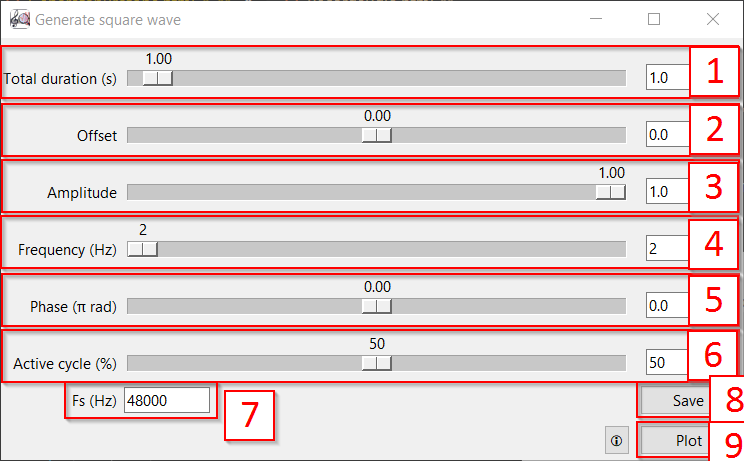 Generate square wave
1.00
Total duration (s) 1.0 1
0.00
Offset 0.0 2
1.00
Amplitude 1.0 3
2
Frequency (Hz) 2 4
0.00
Phase (π rad) 0.0 5
50
Active cycle (%) 50 6
Fs (Hz) 48000 7 Save 8
Plot 9